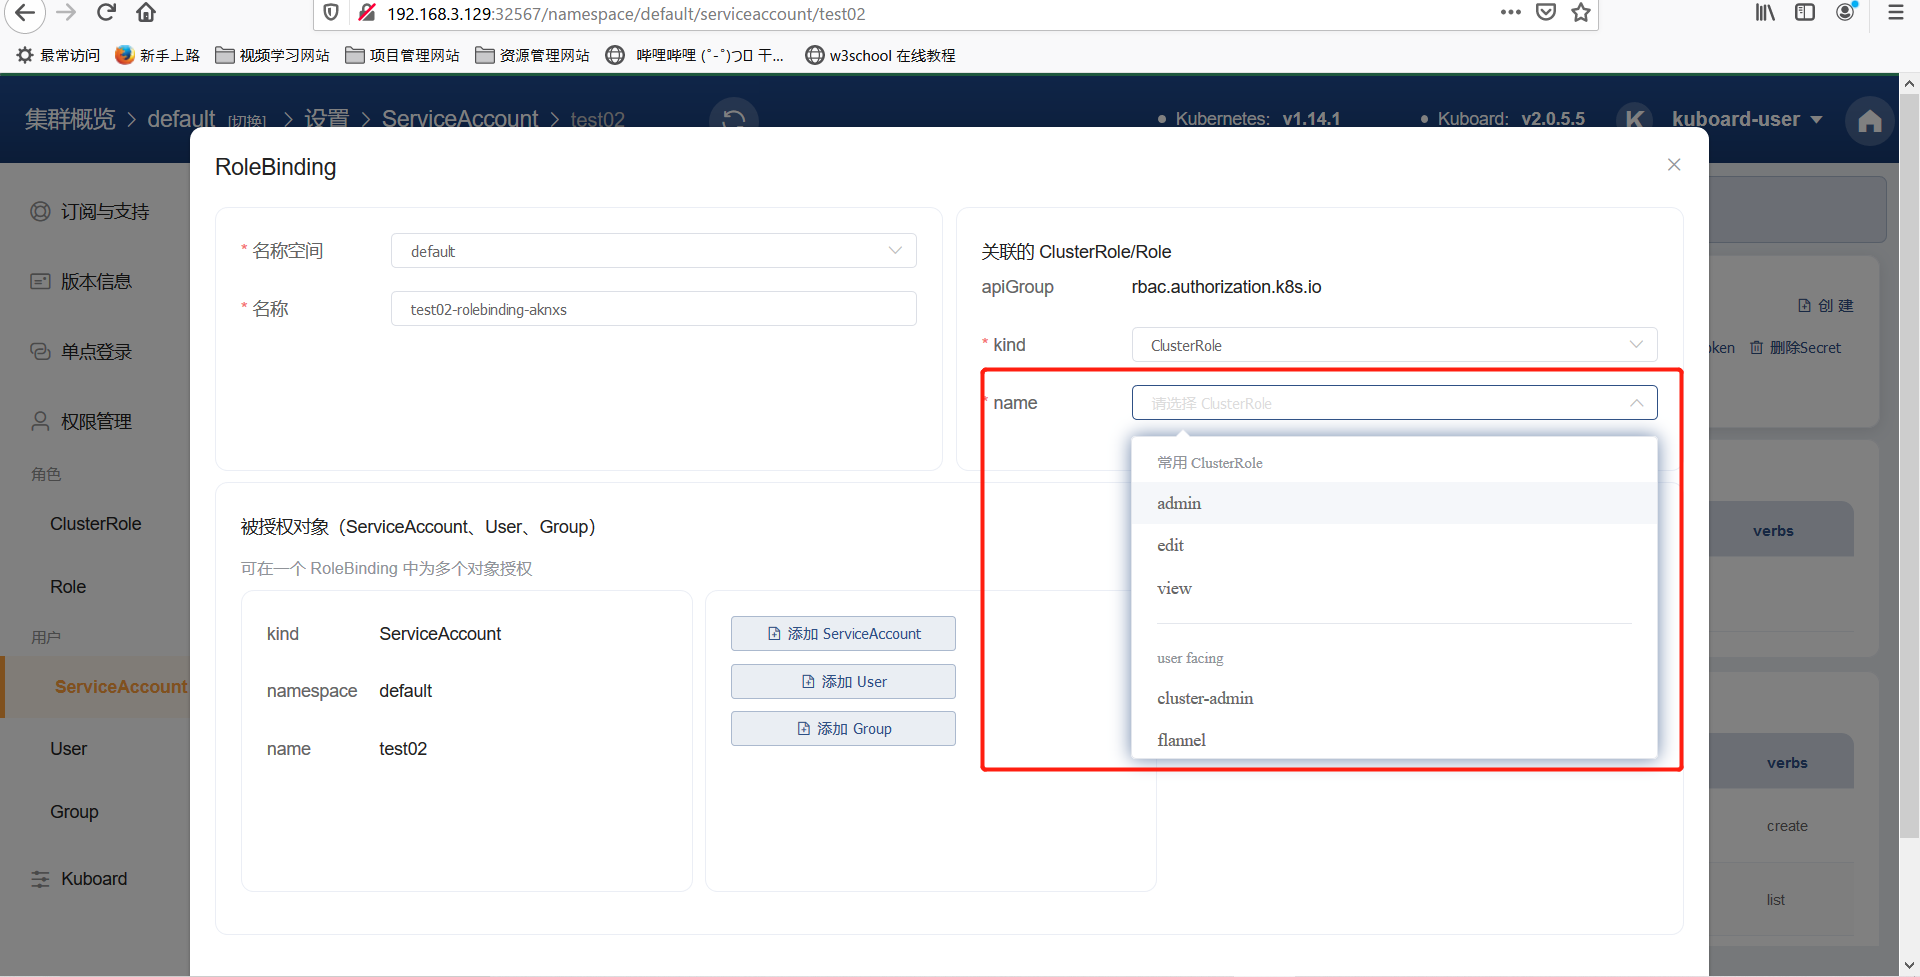 192.168.3.129:32567/namespace/default/serviceaccount/test02
最常访问 新手上路 视频学习网站 项目管理网站 资源管理网站 哔哩哔哩 (゜-゜)つロ 干... w3school 在线教程
集群概览 > default [切换] > 设置 > ServiceAccount > test02
Kubernetes: v1.14.1 Kuboard: v2.0.5.5 K kuboard-user
订阅与支持
版本信息
单点登录
权限管理
角色
ClusterRole
Role
用户
ServiceAccount
User
Group
Kuboard
RoleBinding
* 名称空间 default
* 名称 test02-rolebinding-aknxs
关联的 ClusterRole/Role
apiGroup rbac.authorization.k8s.io
* kind ClusterRole
* name 请选择 ClusterRole
常用 ClusterRole
admin
edit
view
user facing
cluster-admin
flannel
被授权对象（ServiceAccount、User、Group）
可在一个 RoleBinding 中为多个对象授权
kind ServiceAccount
namespace default
name test02
添加 ServiceAccount
添加 User
添加 Group
创 建
oken 删除Secret
verbs
verbs
create
list